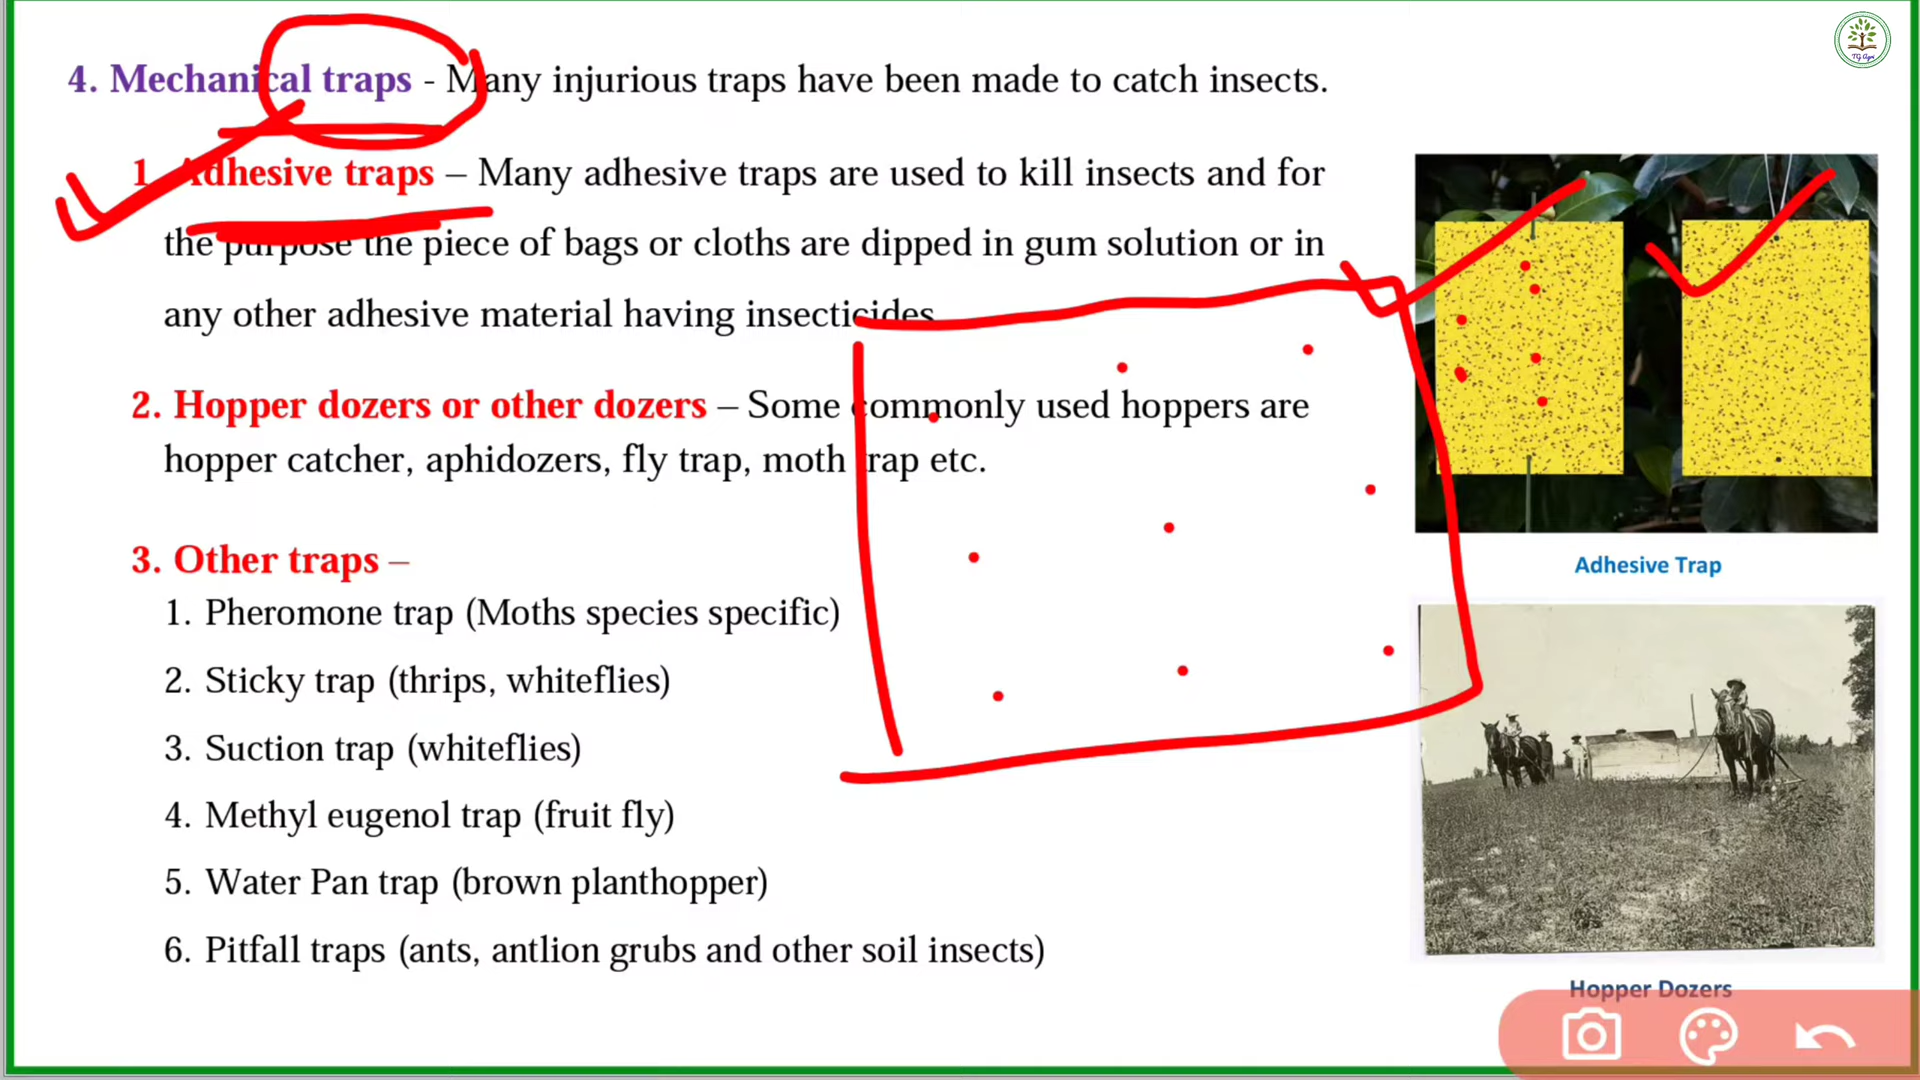 4. Mechanical traps - Many injurious traps have been made to catch insects.
1. Adhesive traps – Many adhesive traps are used to kill insects and for
the purpose the piece of bags or cloths are dipped in gum solution or in
any other adhesive material having insecticides
2. Hopper dozers or other dozers – Some commonly used hoppers are
hopper catcher, aphidozers, fly trap, moth trap etc.
3. Other traps –
1. Pheromone trap (Moths species specific)
2. Sticky trap (thrips, whiteflies)
3. Suction trap (whiteflies)
4. Methyl eugenol trap (fruit fly)
5. Water Pan trap (brown planthopper)
6. Pitfall traps (ants, antlion grubs and other soil insects)
TG Agri
Adhesive Trap
Hopper Dozers